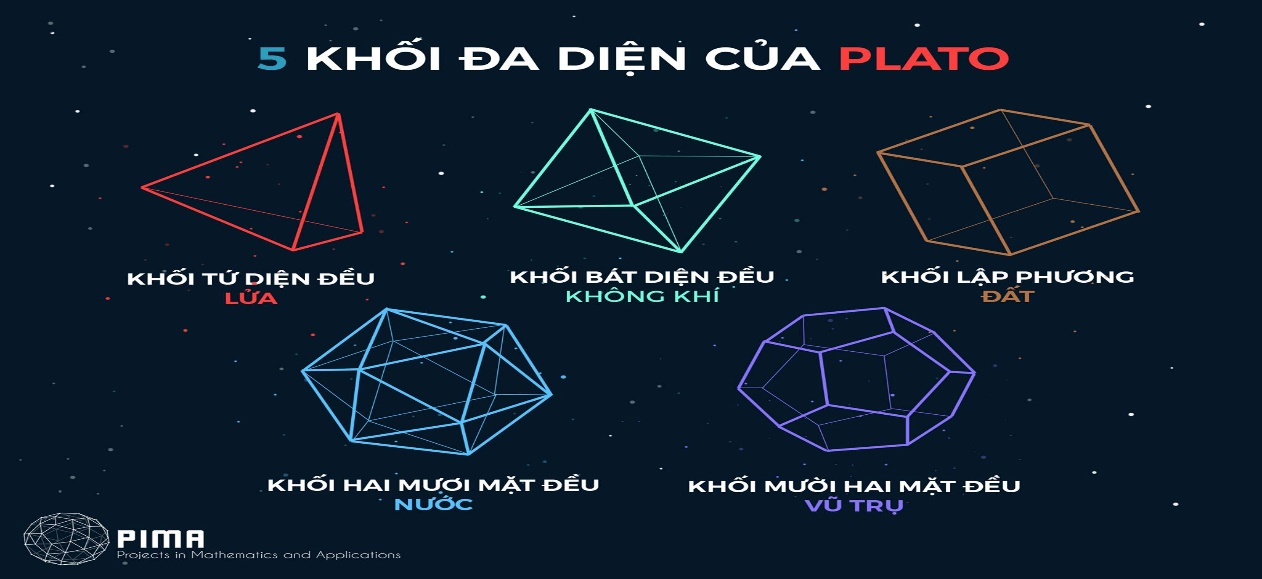 5 KHỐI ĐA DIỆN CỦA PLATO
KHỐI TỨ DIỆN ĐỀU
LỬA
KHỐI BÁT DIỆN ĐỀU
KHÔNG KHÍ
KHỐI LẬP PHƯƠNG
ĐẤT
KHỐI HAI MƯƠI MẶT ĐỀU
NƯỚC
KHỐI MƯỜI HAI MẶT ĐỀU
VŨ TRỤ
PIMA
Projects in Mathematics and Applications